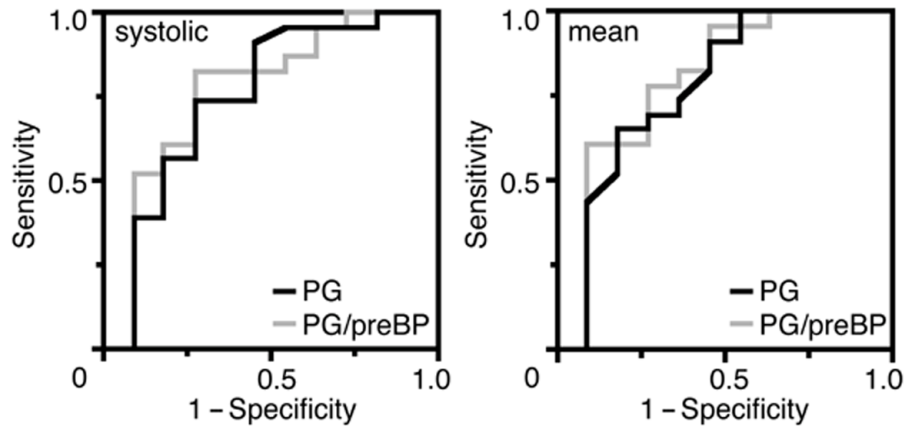 1.0
systolic
Sensitivity
0.5
PG
PG/preBP
0
0.5
1.0
1 – Specificity
1.0
mean
Sensitivity
0.5
PG
PG/preBP
0
0.5
1.0
1 – Specificity